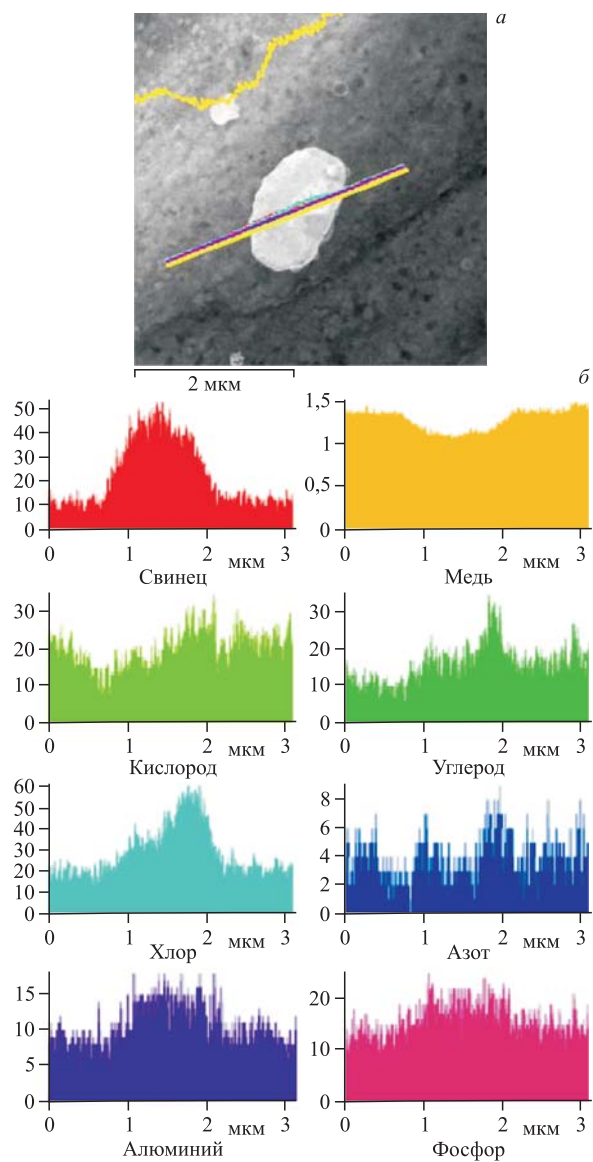 а
2 мкм
б
50
40
30
20
10
0
0 1 2 мкм 3
Свинец
1,5
1
0,5
0
0 1 2 мкм 3
Медь
30
20
10
0
0 1 2 мкм 3
Кислород
30
20
10
0
0 1 2 мкм 3
Углерод
60
50
40
30
20
10
0
0 1 2 мкм 3
Хлор
8
6
4
2
0
0 1 2 мкм 3
Азот
15
10
5
0
0 1 2 мкм 3
Алюминий
20
10
0
0 1 2 мкм 3
Фосфор